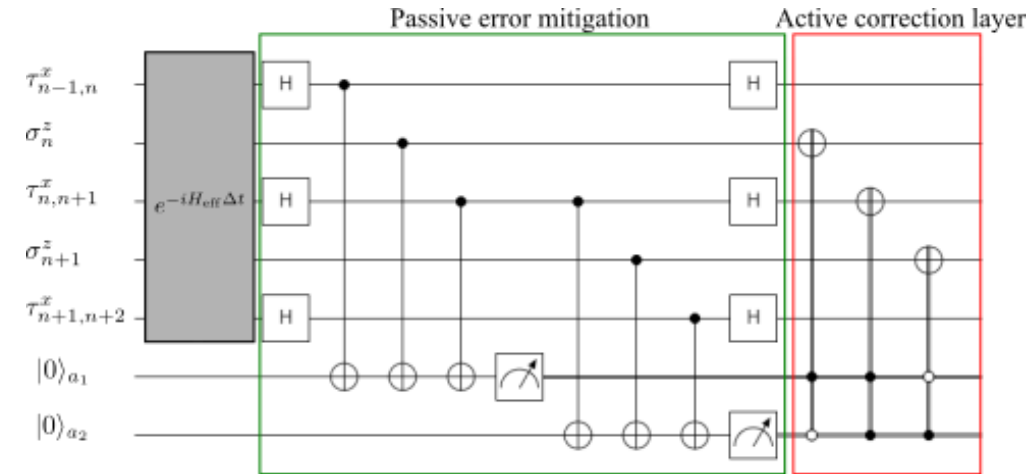 Passive error mitigation Active correction layer
τ^x_{n−1,n} H H
σ^z_n
τ^x_{n,n+1} e^{−iH_eff Δt} H H
σ^z_{n+1}
τ^x_{n+1,n+2} H H
|0⟩_{a_1}
|0⟩_{a_2}